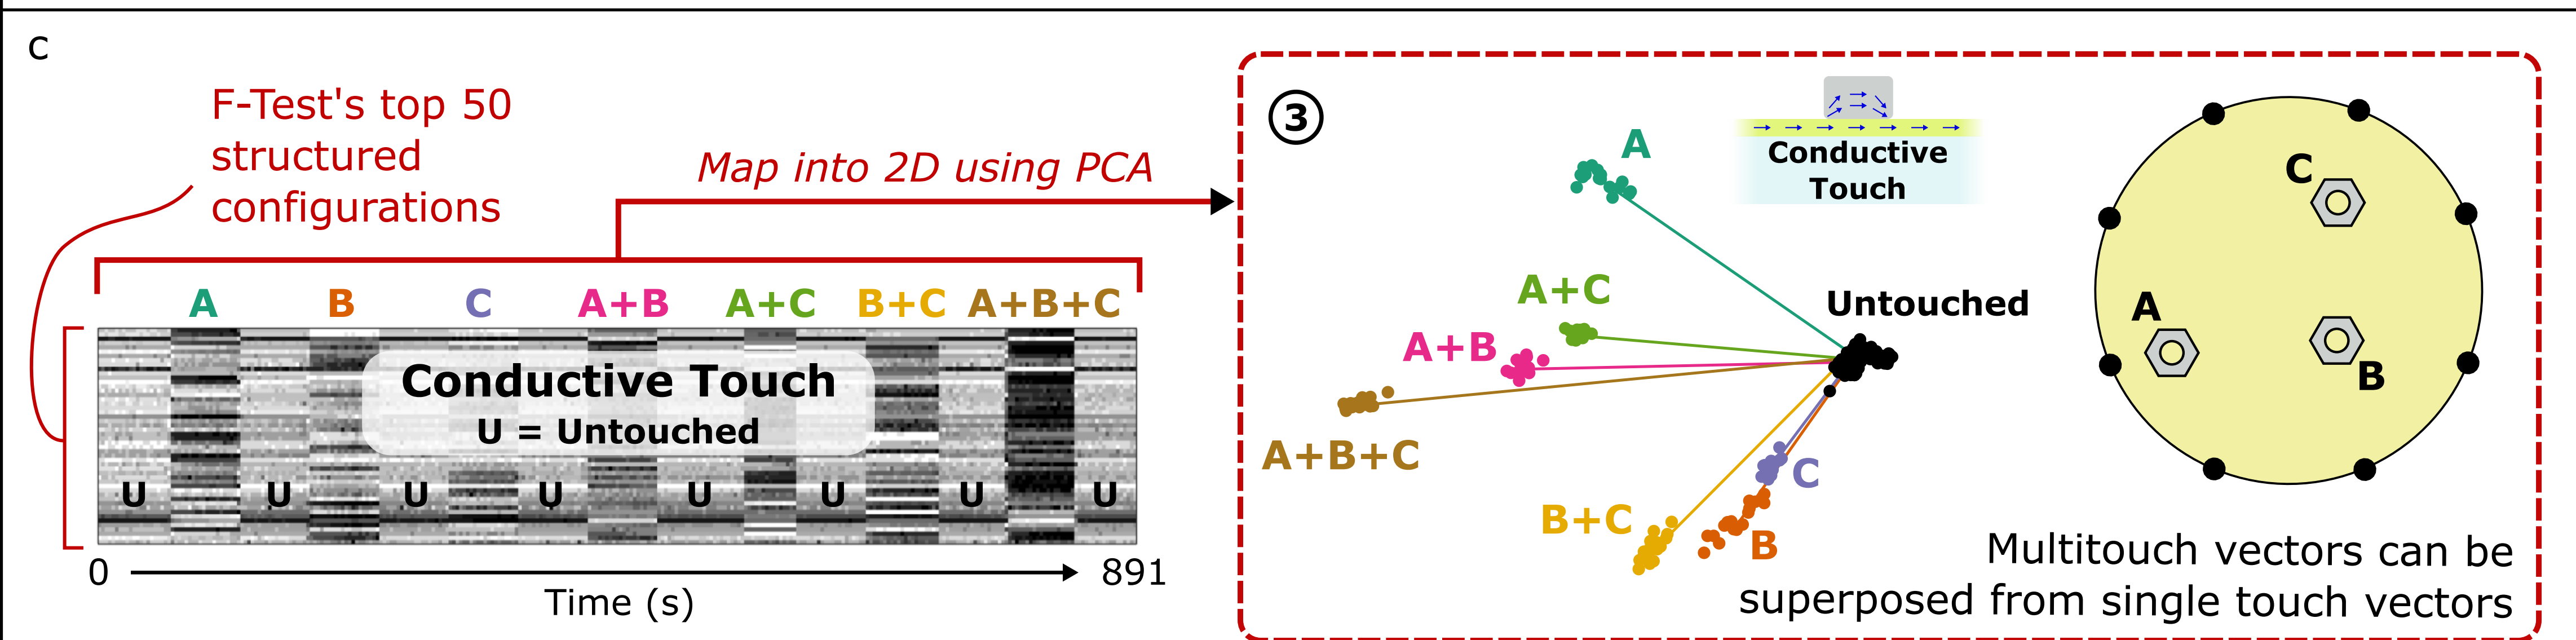 c
F-Test's top 50
structured
configurations
Map into 2D using PCA
A B C A+B A+C B+C A+B+C
Conductive Touch
U = Untouched
U U U U U U U U
0 891
Time (s)
3
A
A+C
A+B
A+B+C
B+C
B
C
Untouched
Conductive
Touch
C
A
B
Multitouch vectors can be
superposed from single touch vectors